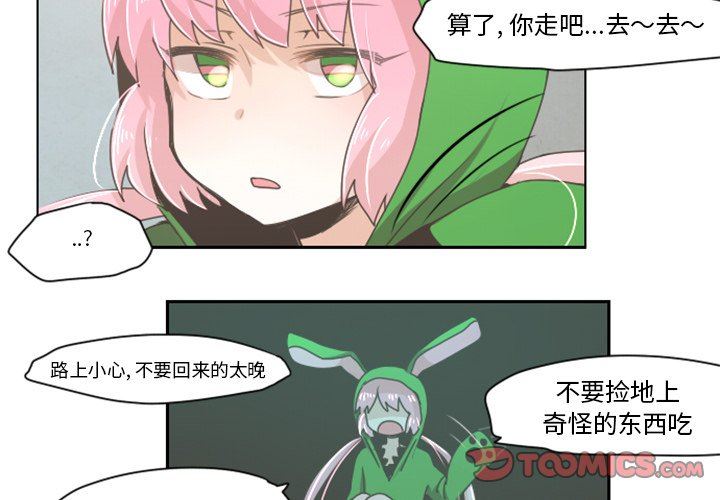 算了, 你走吧...去～去～
..?
路上小心, 不要回来的太晚
不要捡地上
奇怪的东西吃
TOOMICS.COM